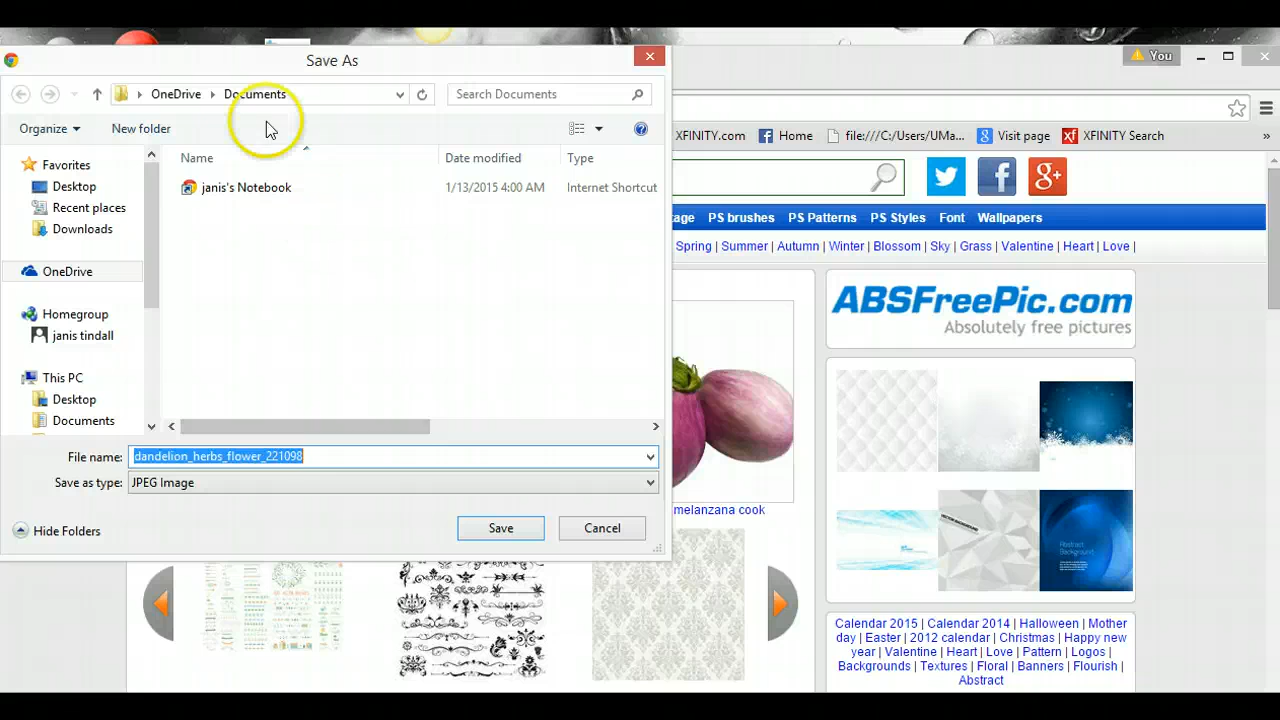 Save As
You
OneDrive Documents
Search Documents
Organize New folder
XFINITY.com Home file:///C:/Users/UMa... Visit page XFINITY Search »
Name Date modified Type
Favorites
Desktop
Recent places
Downloads
OneDrive
Homegroup
janis tindall
This PC
Desktop
Documents
janis's Notebook 1/13/2015 4:00 AM Internet Shortcut
File name: dandelion_herbs_flower_221098
Save as type: JPEG Image
Hide Folders Save Cancel
tage PS brushes PS Patterns PS Styles Font Wallpapers
Spring | Summer | Autumn | Winter | Blossom | Sky | Grass | Valentine | Heart | Love |
ABSFreePic.com
Absolutely free pictures
melanzana cook
VECTOR BACKGROUND
Abstract
Background
Calendar 2015 | Calendar 2014 | Halloween | Mother
day | Easter | 2012 calendar | Christmas | Happy new
year | Valentine | Heart | Love | Pattern | Logos |
Backgrounds | Textures | Floral | Banners | Flourish |
Abstract